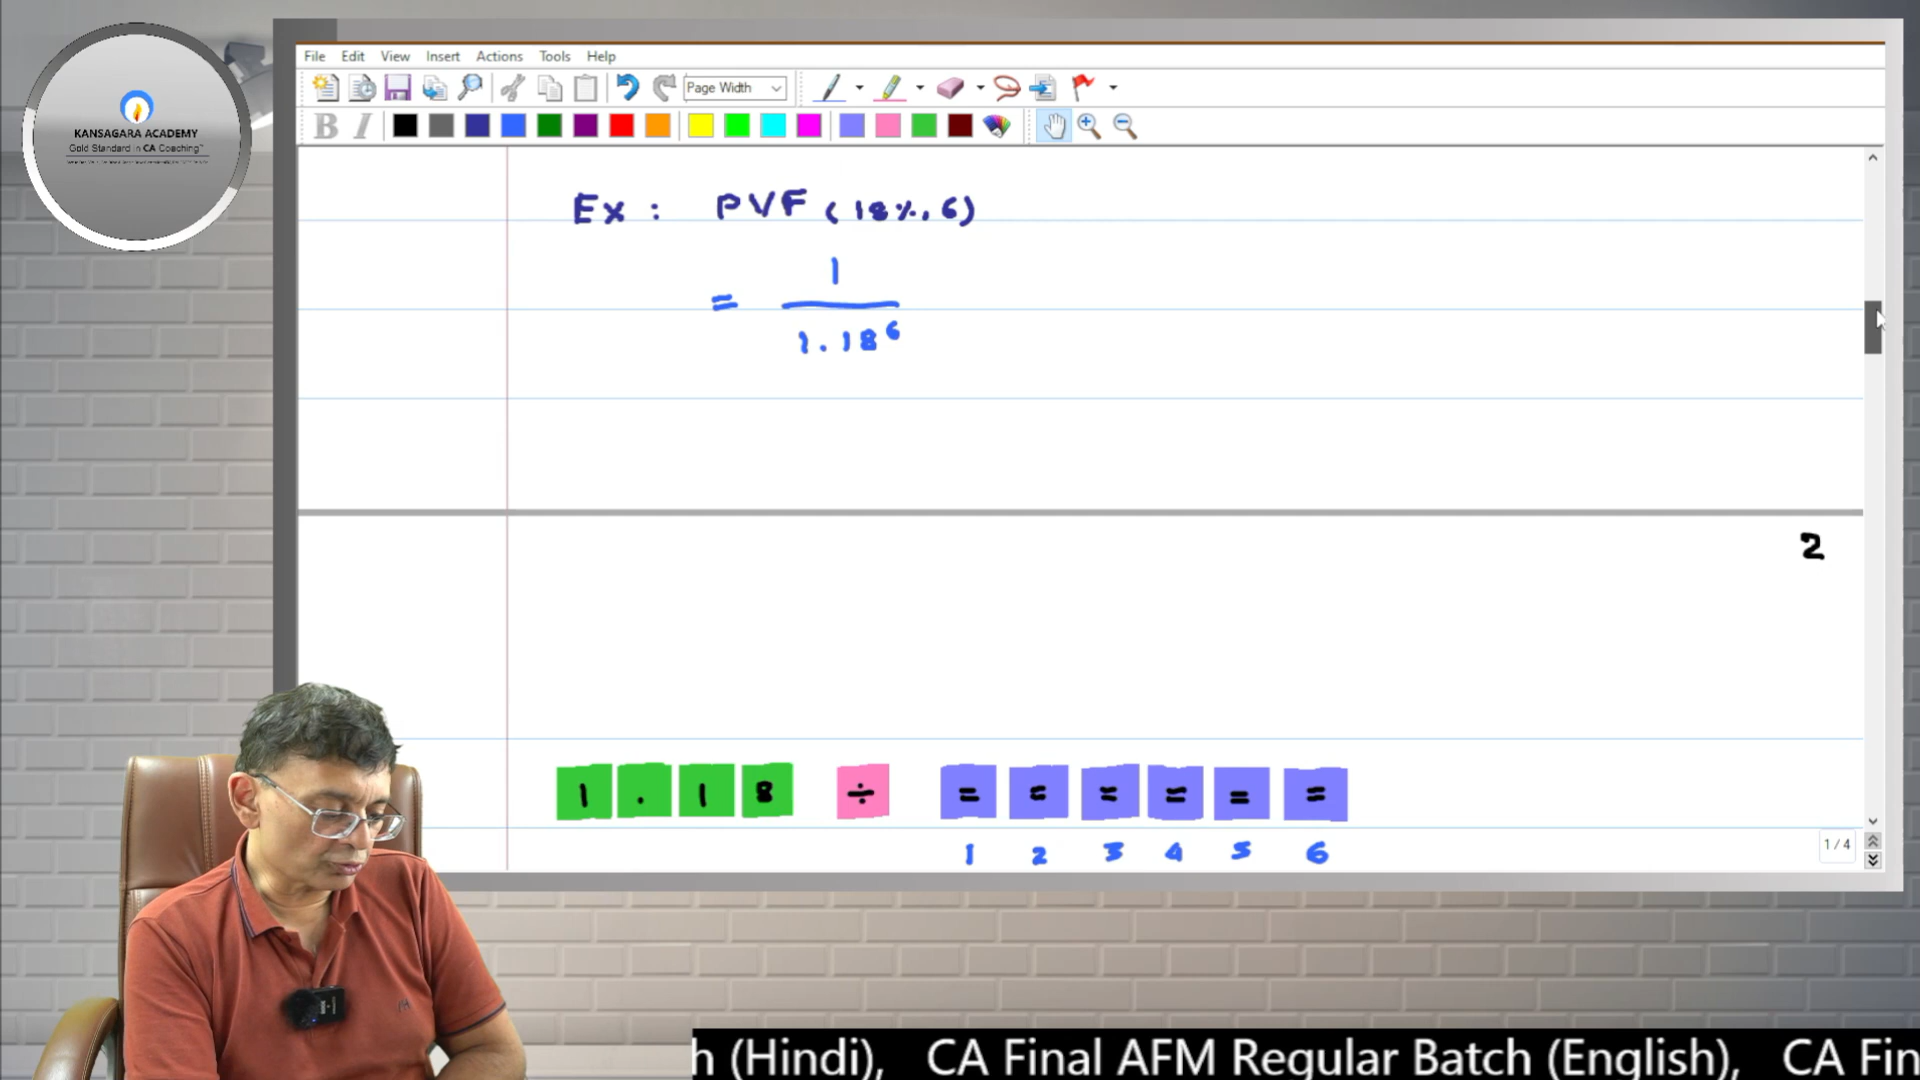 File Edit View Insert Actions Tools Help
KANSAGARA ACADEMY
Gold Standard in CA Coaching™
Page Width
B I
Ex : PVF (18%, 6)
= 1
1.18⁶
2
1 . 1 8 ÷ = = = = = =
1 2 3 4 5 6
1 / 4
h (Hindi), CA Final AFM Regular Batch (English), CA Fin